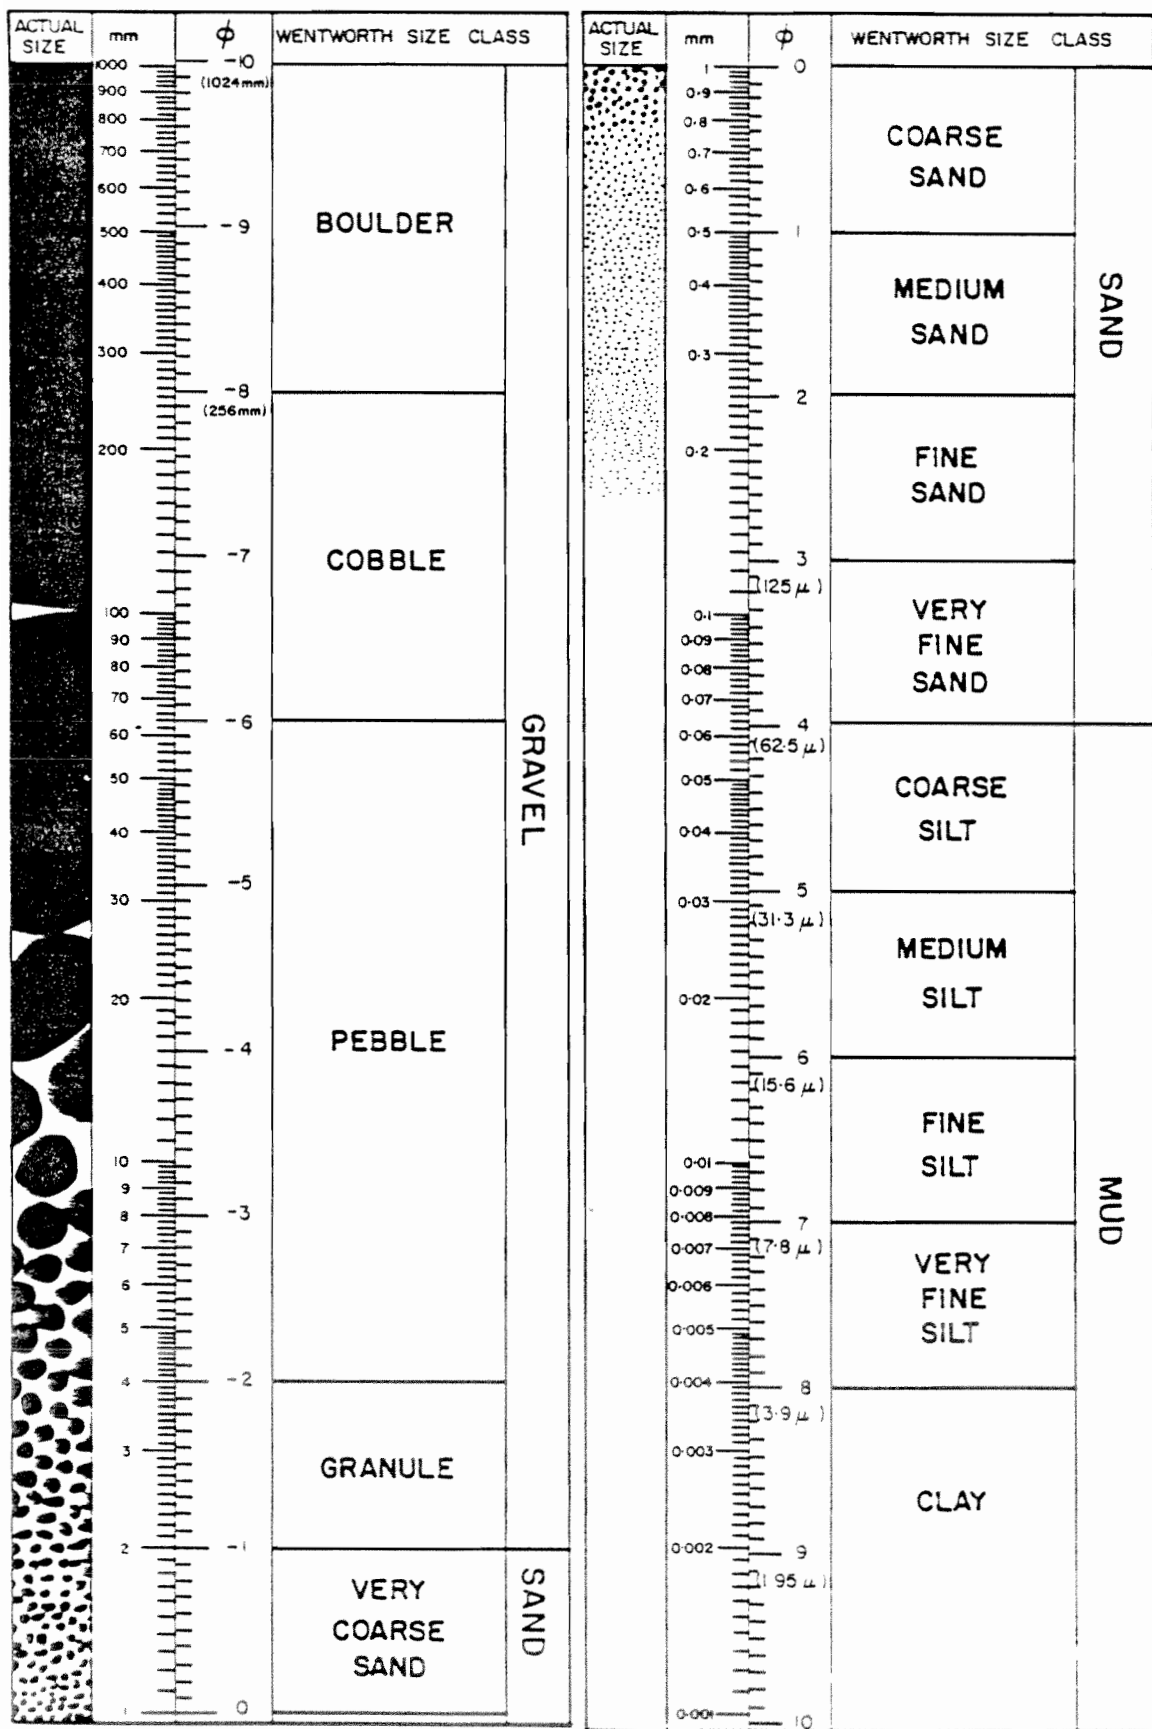 ACTUAL SIZE
mm
ϕ
WENTWORTH SIZE CLASS
1000
900
800
700
600
500
400
300
200
100
90
80
70
60
50
40
30
20
10
9
8
7
6
5
4
3
2
1
-10
(1024mm)
-9
-8
(256mm)
-7
-6
-5
-4
-3
-2
-1
0
BOULDER
COBBLE
PEBBLE
GRANULE
VERY
COARSE
SAND
GRAVEL
SAND
ACTUAL SIZE
mm
ϕ
WENTWORTH SIZE CLASS
1
0.9
0.8
0.7
0.6
0.5
0.4
0.3
0.2
0.1
0.09
0.08
0.07
0.06
0.05
0.04
0.03
0.02
0.01
0.009
0.008
0.007
0.006
0.005
0.004
0.003
0.002
0.001
0
1
2
3
(125 μ)
4
(62.5 μ)
5
(31.3 μ)
6
(15.6 μ)
7
(7.8 μ)
8
(3.9 μ)
9
(1.95 μ)
10
COARSE
SAND
MEDIUM
SAND
FINE
SAND
VERY
FINE
SAND
COARSE
SILT
MEDIUM
SILT
FINE
SILT
VERY
FINE
SILT
CLAY
SAND
MUD